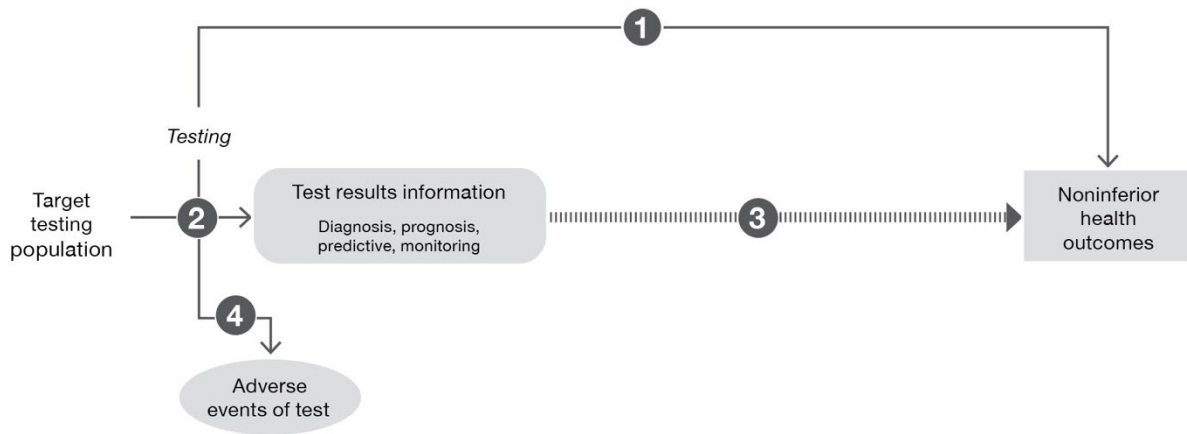 1
Testing
Target
testing
population
2
Test results information
Diagnosis, prognosis,
predictive, monitoring
3
Noninferior
health
outcomes
4
Adverse
events of test